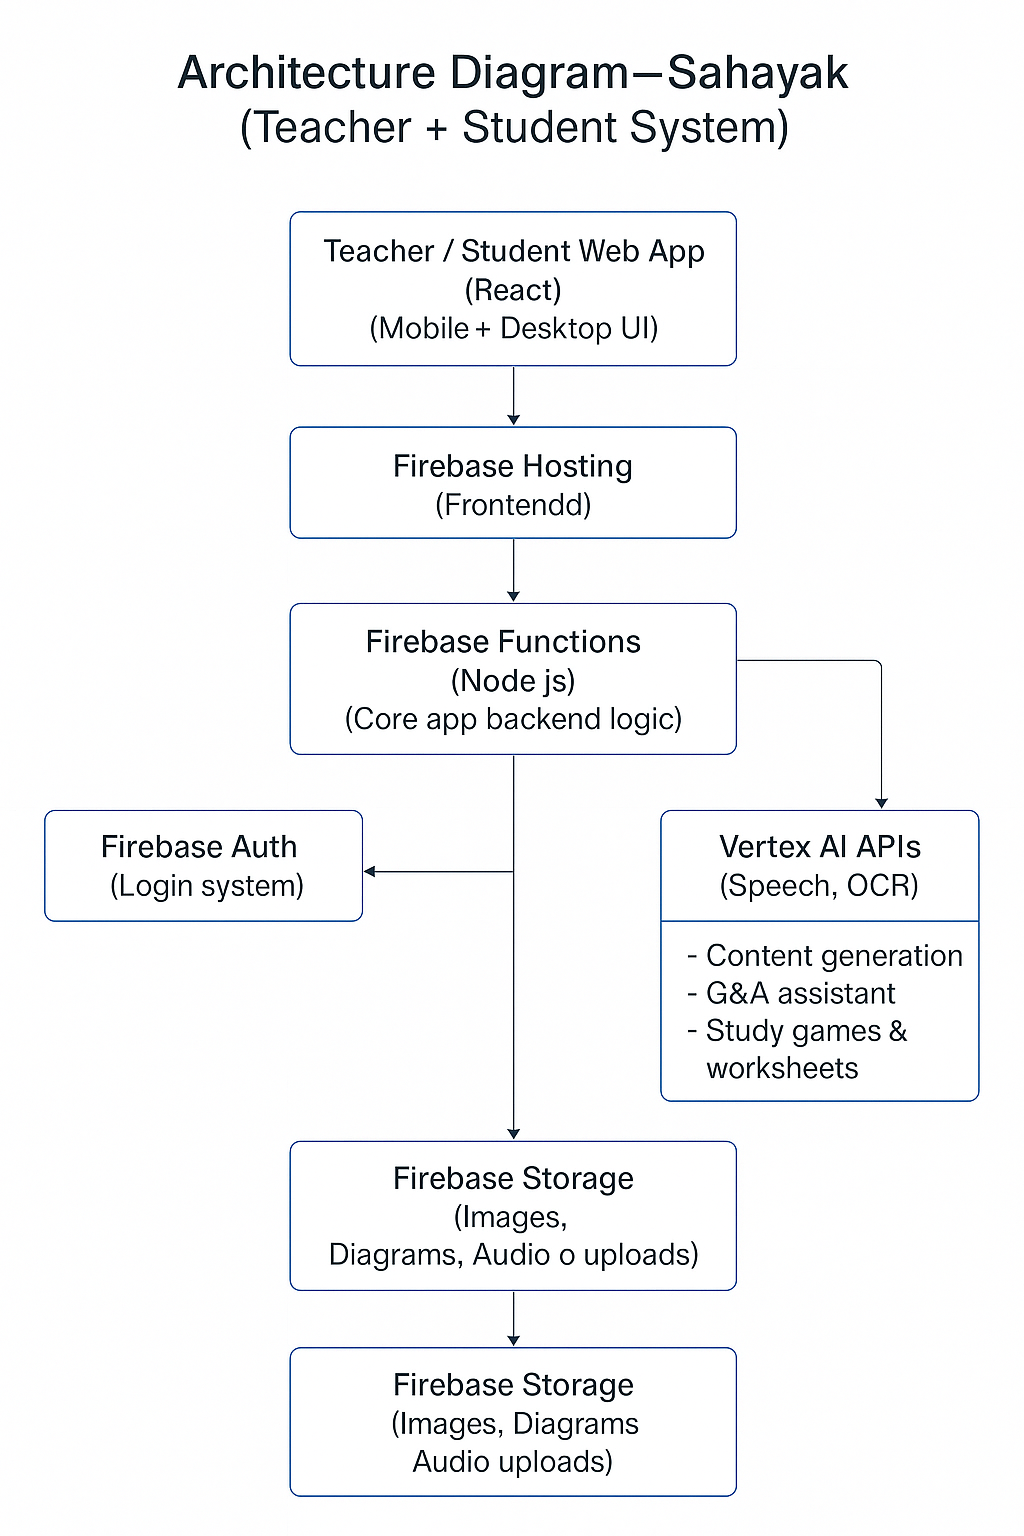 Architecture Diagram—Sahayak
(Teacher + Student System)
Teacher / Student Web App
(React)
(Mobile + Desktop UI)
Firebase Hosting
(Frontendd)
Firebase Functions
(Node js)
(Core app backend logic)
Firebase Auth
(Login system)
Vertex AI APIs
(Speech, OCR)
- Content generation
- G&A assistant
- Study games &
worksheets
Firebase Storage
(Images,
Diagrams, Audio o uploads)
Firebase Storage
(Images, Diagrams
Audio uploads)